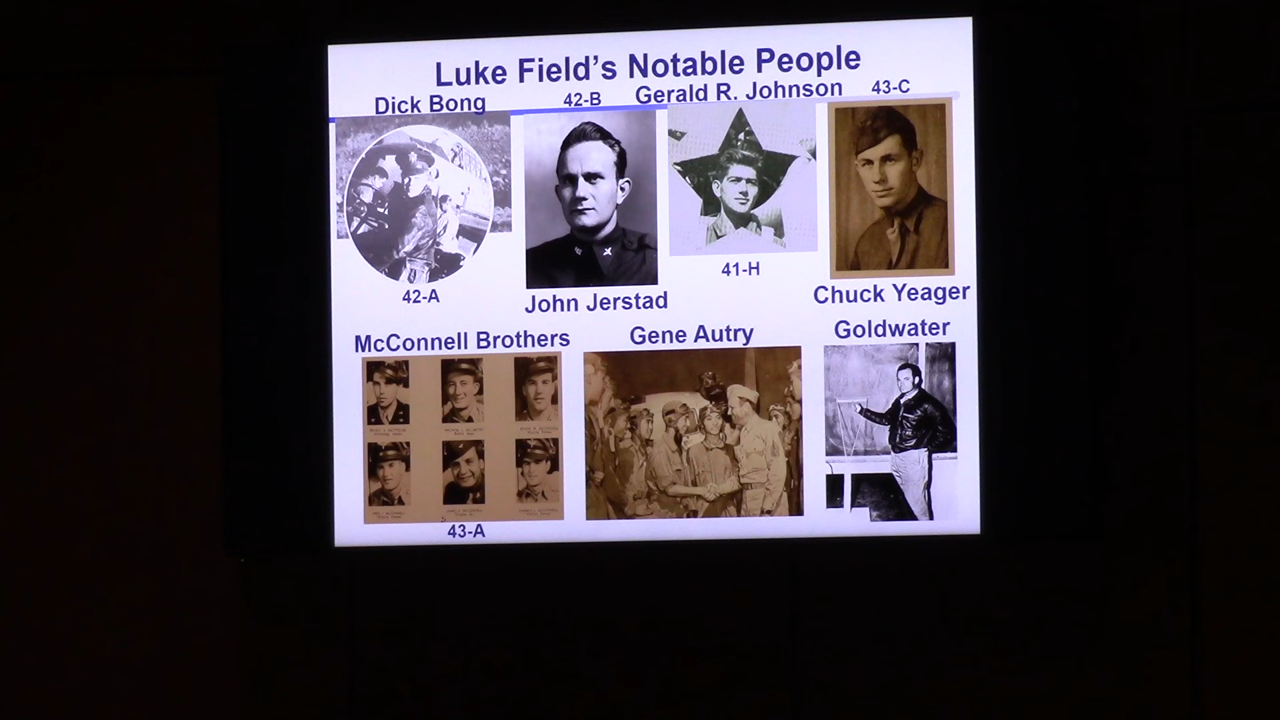 Luke Field's Notable People
Dick Bong
42-B
Gerald R. Johnson
43-C
42-A
John Jerstad
41-H
Chuck Yeager
McConnell Brothers
Gene Autry
Goldwater
43-A